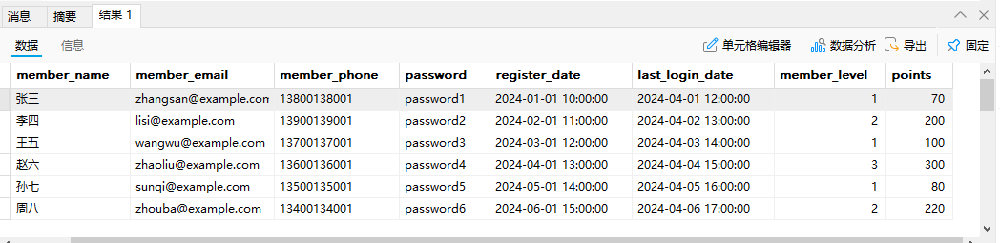 消息 摘要 结果 1
数据 信息 单元格编辑器 数据分析 导出 固定
member_name member_email member_phone password register_date last_login_date member_level points
张三 zhangsan@example.com 13800138001 password1 2024-01-01 10:00:00 2024-04-01 12:00:00 1 70
李四 lisi@example.com 13900139001 password2 2024-02-01 11:00:00 2024-04-02 13:00:00 2 200
王五 wangwu@example.com 13700137001 password3 2024-03-01 12:00:00 2024-04-03 14:00:00 1 100
赵六 zhaoliu@example.com 13600136001 password4 2024-04-01 13:00:00 2024-04-04 15:00:00 3 300
孙七 sunqi@example.com 13500135001 password5 2024-05-01 14:00:00 2024-04-05 16:00:00 1 80
周八 zhouba@example.com 13400134001 password6 2024-06-01 15:00:00 2024-04-06 17:00:00 2 220